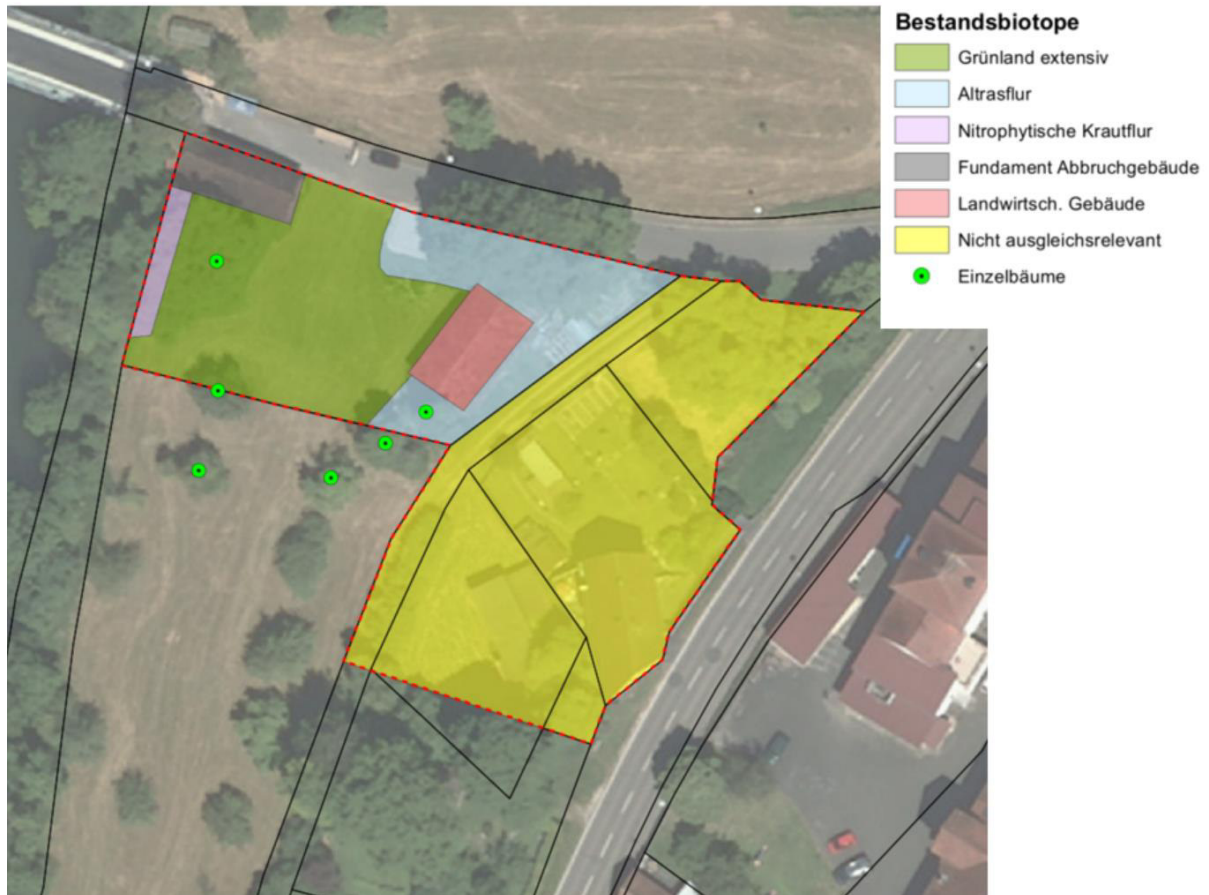 Bestandsbiotope
Grünland extensiv
Altrasflur
Nitrophytische Krautflur
Fundament Abbruchgebäude
Landwirtsch. Gebäude
Nicht ausgleichsrelevant
Einzelbäume